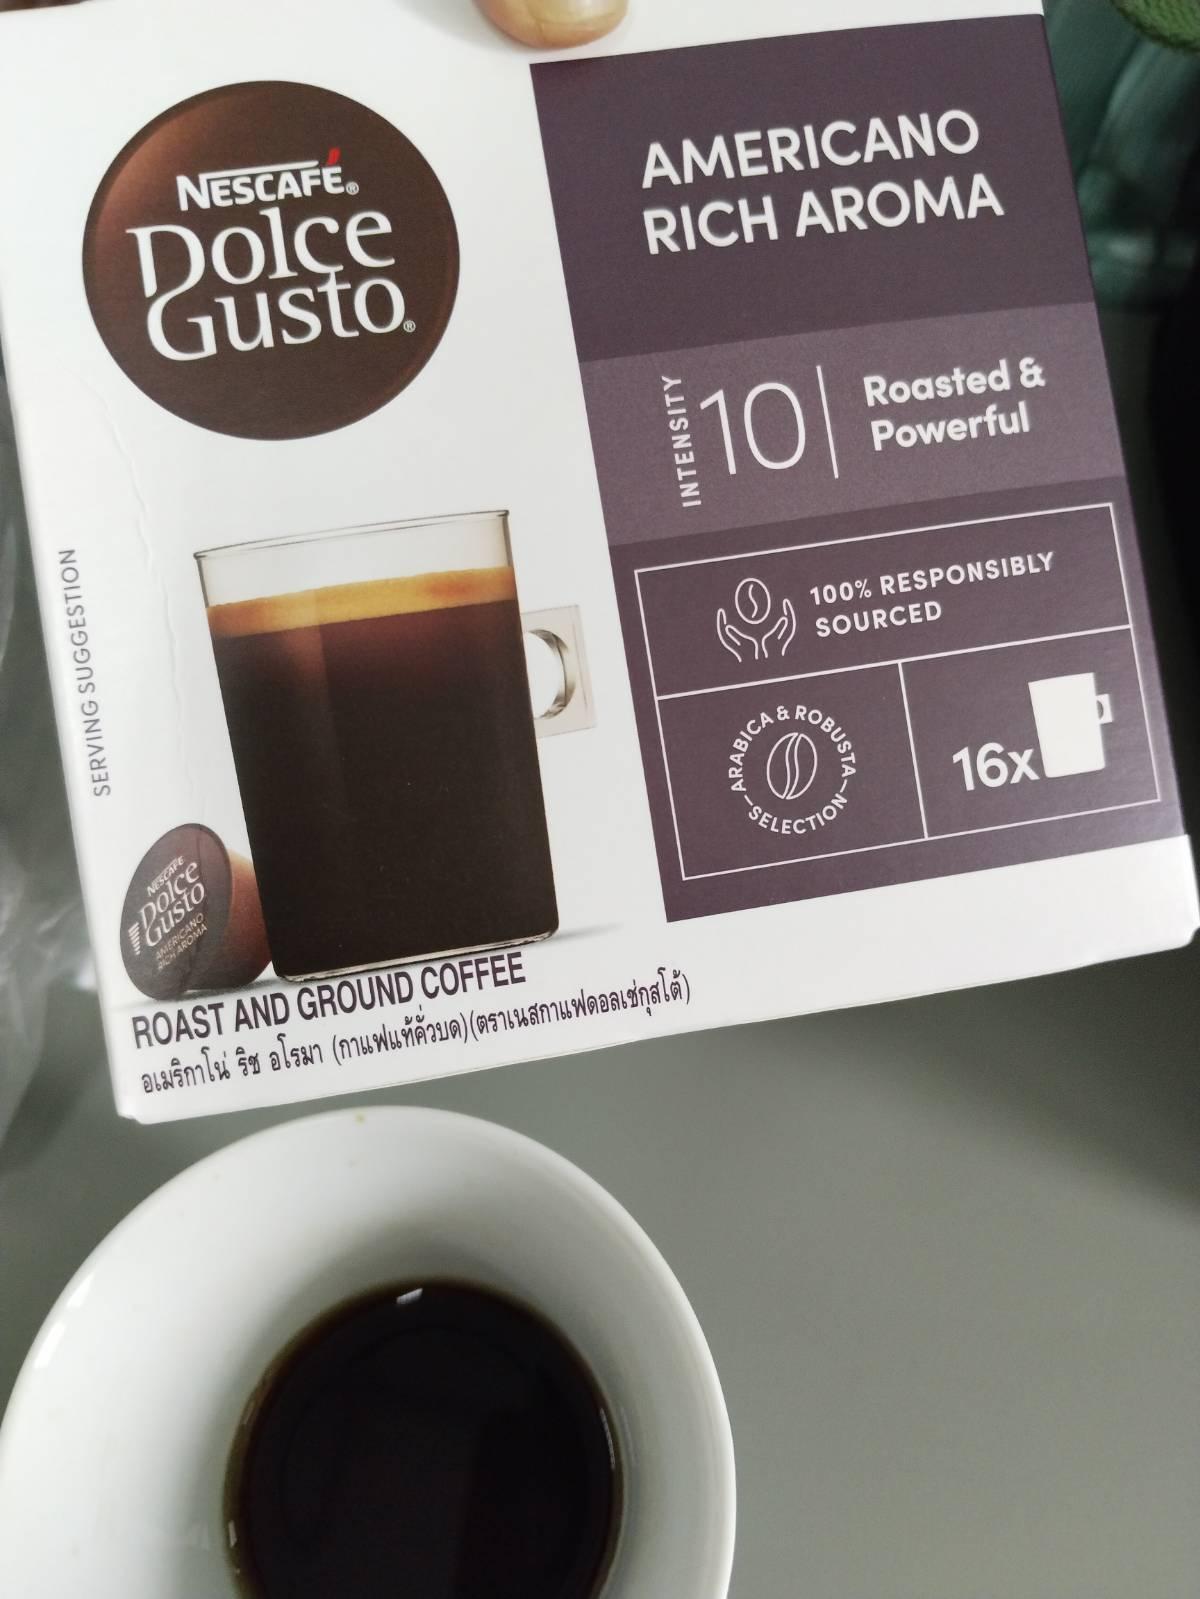 NESCAFÉ®
Dolce
Gusto®
AMERICANO
RICH AROMA
INTENSITY
10
Roasted &
Powerful
100% RESPONSIBLY
SOURCED
ARABICA & ROBUSTA
SELECTION
16x
SERVING SUGGESTION
NESCAFÉ
Dolce
Gusto
AMERICANO
RICH AROMA
ROAST AND GROUND COFFEE
อเมริกาโน่ ริช อโรมา (กาแฟแท้คั่วบด)(ตราเนสกาแฟดอลเช่กุสโต้)